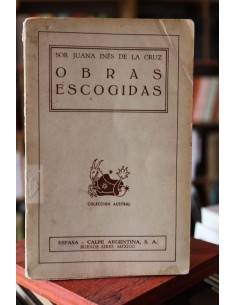 SOR JUANA INÉS DE LA CRUZ
OBRAS
ESCOGIDAS
COLECCIÓN AUSTRAL
ESPASA - CALPE ARGENTINA, S. A.
BUENOS AIRES - MÉXICO